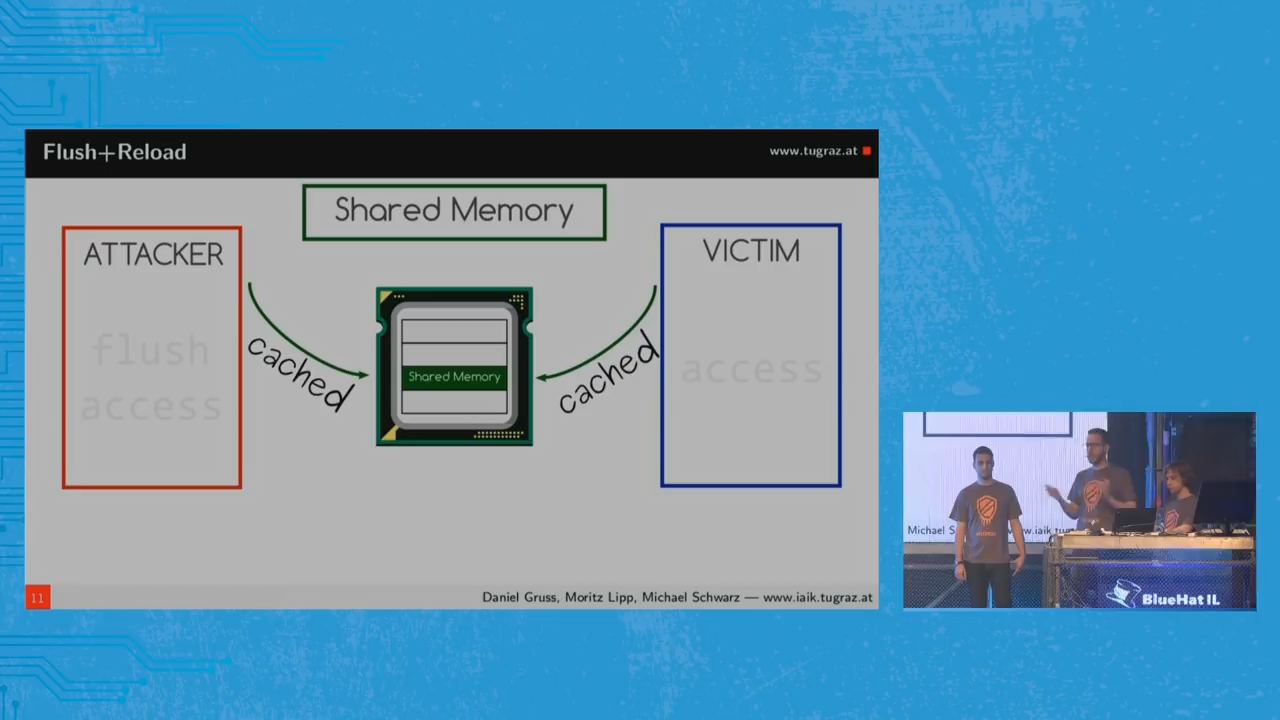 Flush+Reload
www.tugraz.at
Shared Memory
ATTACKER
VICTIM
flush
access
cached
Shared Memory
cached
access
11
Daniel Gruss, Moritz Lipp, Michael Schwarz — www.iaik.tugraz.at
Michael
BlueHat IL